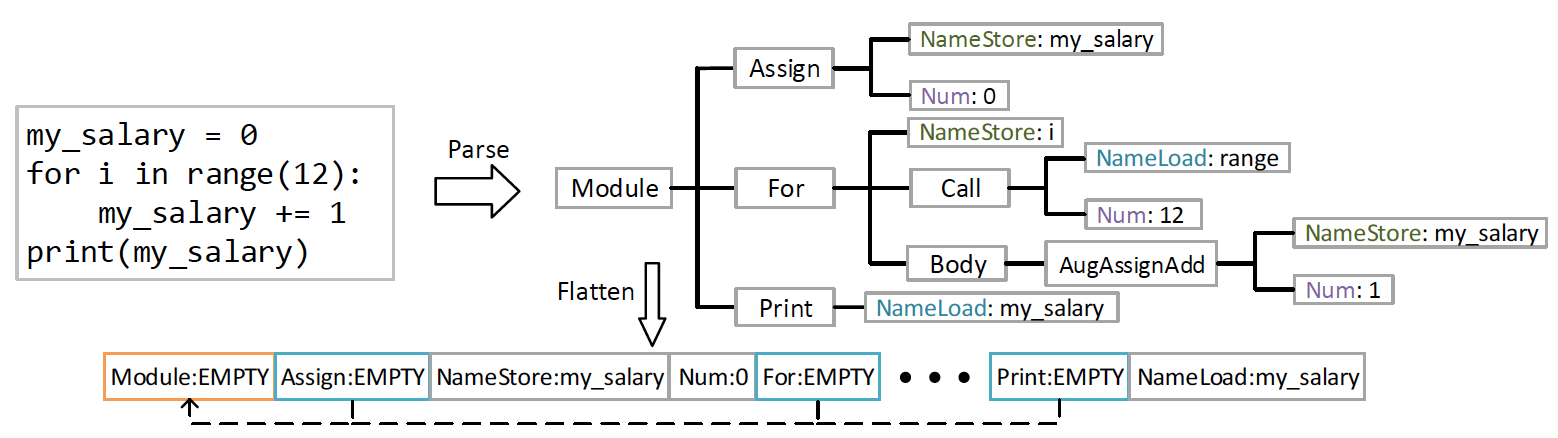 my_salary = 0
for i in range(12):
    my_salary += 1
print(my_salary)
Parse
Module
Assign
NameStore: my_salary
Num: 0
For
NameStore: i
Call
NameLoad: range
Num: 12
Body
AugAssignAdd
NameStore: my_salary
Num: 1
Print
NameLoad: my_salary
Flatten
Module:EMPTY Assign:EMPTY NameStore:my_salary Num:0 For:EMPTY • • • Print:EMPTY NameLoad:my_salary